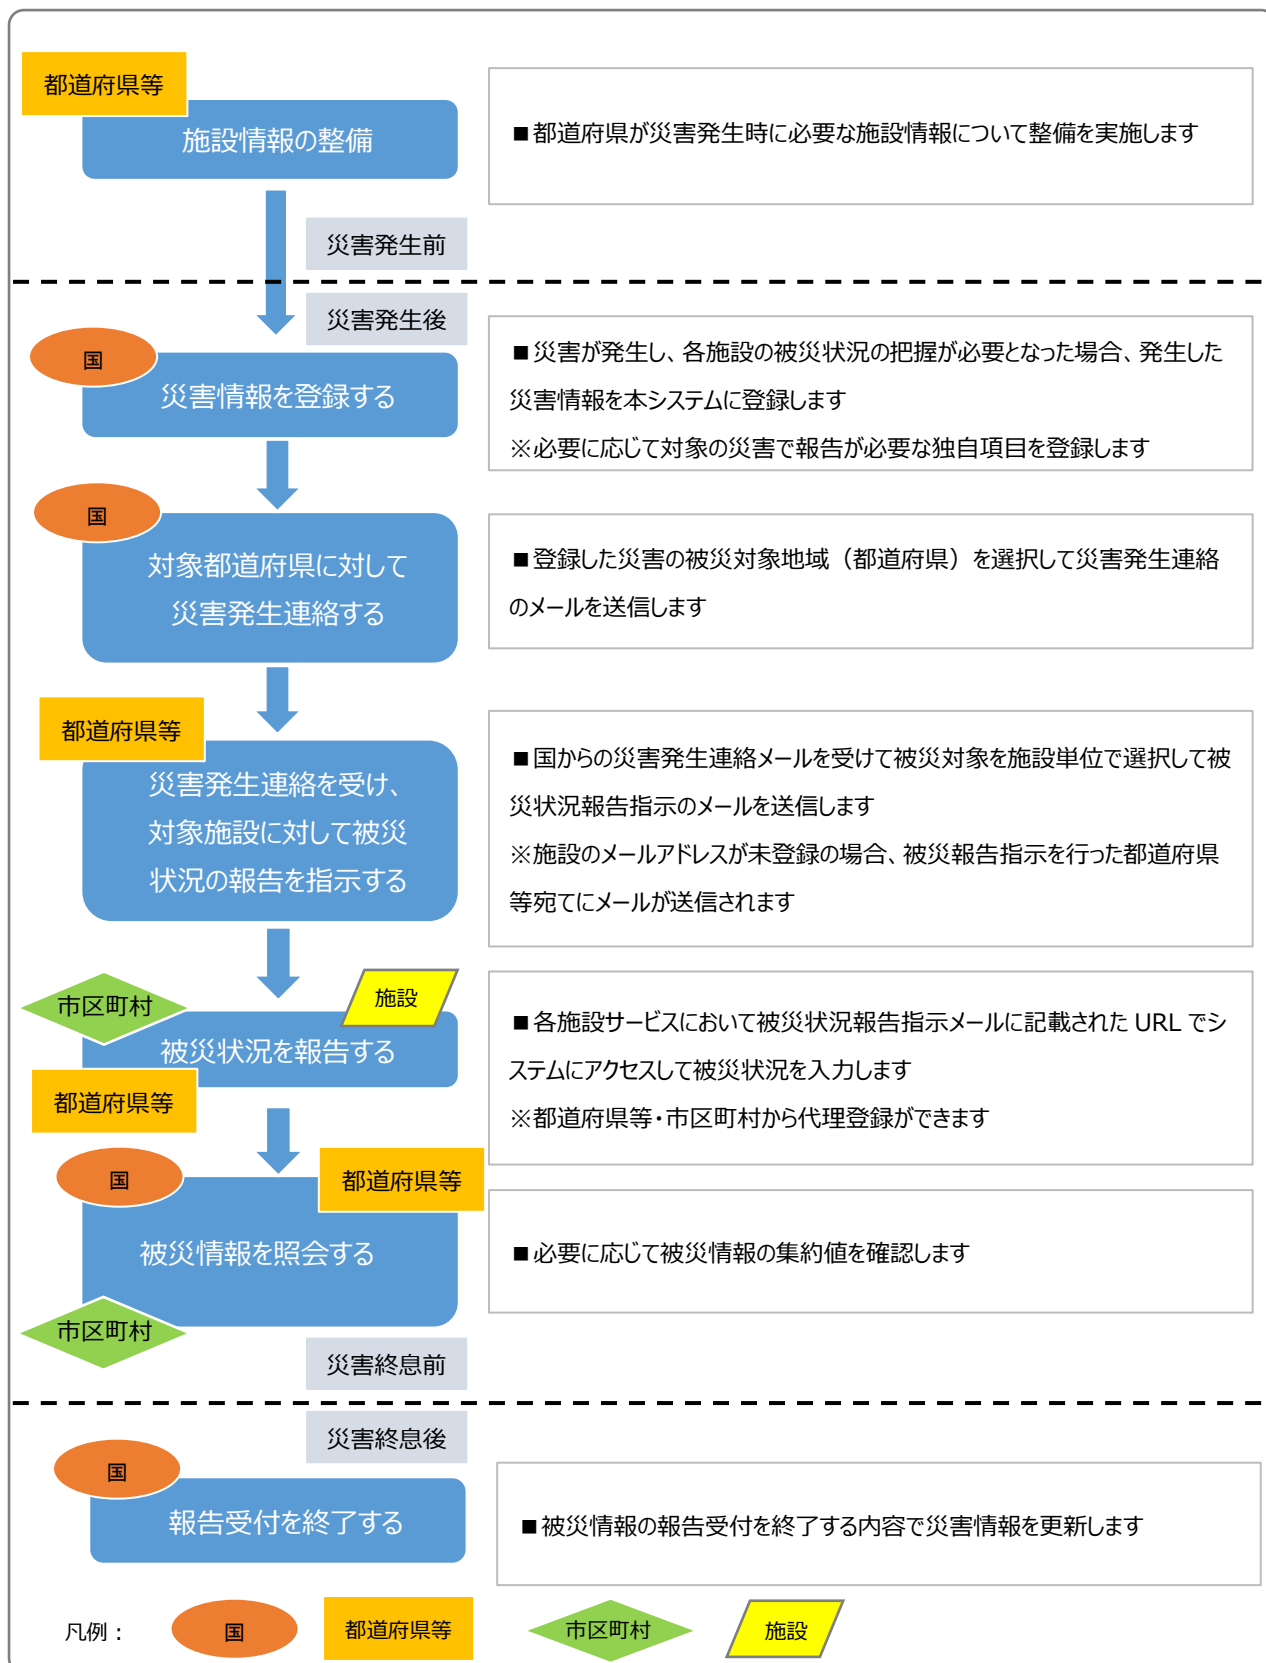 都道府県等
施設情報の整備
■都道府県が災害発生時に必要な施設情報について整備を実施します
災害発生前
災害発生後
国
災害情報を登録する
■災害が発生し、各施設の被災状況の把握が必要となった場合、発生した
災害情報を本システムに登録します
※必要に応じて対象の災害で報告が必要な独自項目を登録します
国
対象都道府県に対して
災害発生連絡する
■登録した災害の被災対象地域（都道府県）を選択して災害発生連絡
のメールを送信します
都道府県等
災害発生連絡を受け、
対象施設に対して被災
状況の報告を指示する
■国からの災害発生連絡メールを受けて被災対象を施設単位で選択して被
災状況報告指示のメールを送信します
※施設のメールアドレスが未登録の場合、被災報告指示を行った都道府県
等宛てにメールが送信されます
市区町村
施設
被災状況を報告する
都道府県等
■各施設サービスにおいて被災状況報告指示メールに記載された URL でシ
ステムにアクセスして被災状況を入力します
※都道府県等・市区町村から代理登録ができます
国
都道府県等
被災情報を照会する
市区町村
■必要に応じて被災情報の集約値を確認します
災害終息前
災害終息後
国
報告受付を終了する
■被災情報の報告受付を終了する内容で災害情報を更新します
凡例：
国
都道府県等
市区町村
施設